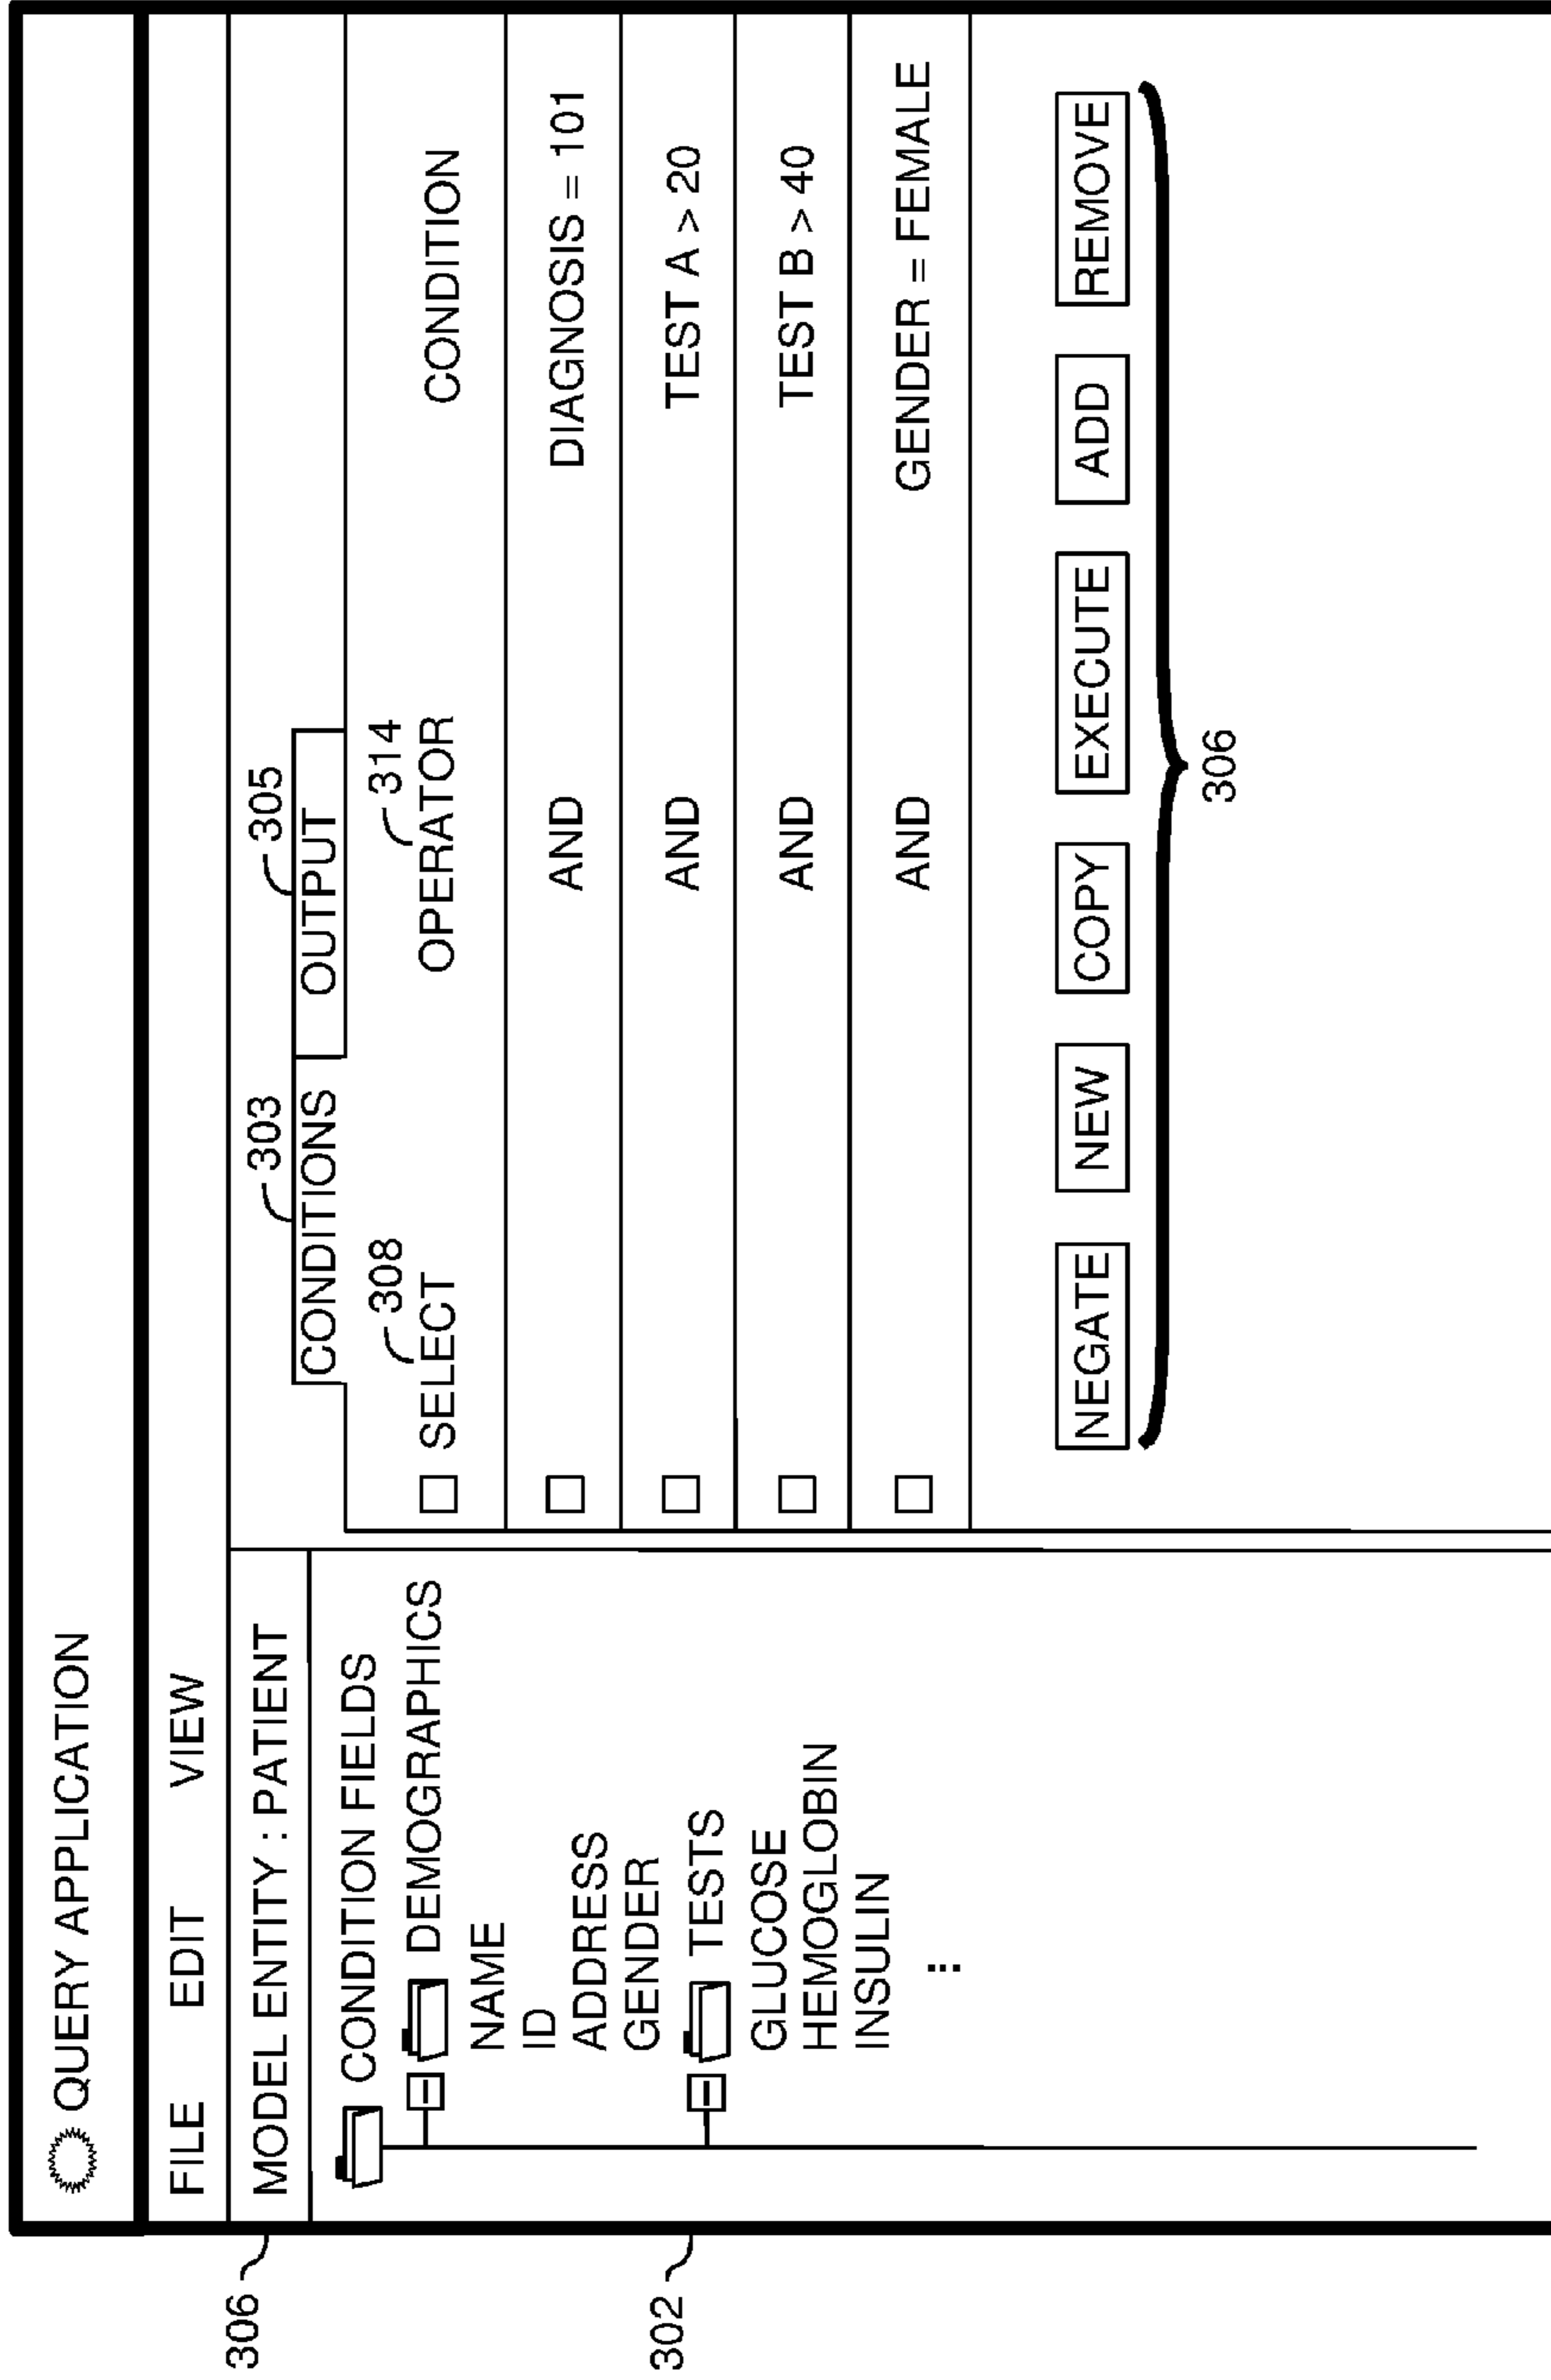 QUERY APPLICATION
FILE EDIT VIEW
306
MODEL ENTITY : PATIENT
302
CONDITION FIELDS
DEMOGRAPHICS
NAME
ID
ADDRESS
GENDER
TESTS
GLUCOSE
HEMOGLOBIN
INSULIN
303 305
CONDITIONS OUTPUT
308 314
SELECT OPERATOR CONDITION
AND DIAGNOSIS = 101
AND TEST A > 20
AND TEST B > 40
AND GENDER = FEMALE
NEGATE NEW COPY EXECUTE ADD REMOVE
306